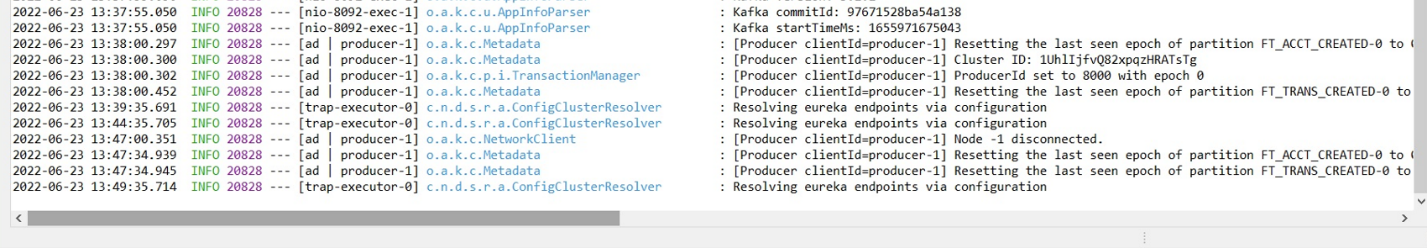 2022-06-23 13:37:55.050  INFO 20828 --- [nio-8092-exec-1] o.a.k.c.u.AppInfoParser : Kafka commitId: 97671528ba54a138
2022-06-23 13:37:55.050  INFO 20828 --- [nio-8092-exec-1] o.a.k.c.u.AppInfoParser : Kafka startTimeMs: 1655971675043
2022-06-23 13:38:00.297  INFO 20828 --- [ad | producer-1] o.a.k.c.Metadata : [Producer clientId=producer-1] Resetting the last seen epoch of partition FT_ACCT_CREATED-0 to
2022-06-23 13:38:00.300  INFO 20828 --- [ad | producer-1] o.a.k.c.Metadata : [Producer clientId=producer-1] Cluster ID: 1UhlIjfvQ82xpqzHRATsTg
2022-06-23 13:38:00.302  INFO 20828 --- [ad | producer-1] o.a.k.c.p.i.TransactionManager : [Producer clientId=producer-1] ProducerId set to 8000 with epoch 0
2022-06-23 13:38:00.452  INFO 20828 --- [ad | producer-1] o.a.k.c.Metadata : [Producer clientId=producer-1] Resetting the last seen epoch of partition FT_TRANS_CREATED-0 to
2022-06-23 13:39:35.691  INFO 20828 --- [trap-executor-0] c.n.d.s.r.a.ConfigClusterResolver : Resolving eureka endpoints via configuration
2022-06-23 13:44:35.705  INFO 20828 --- [trap-executor-0] c.n.d.s.r.a.ConfigClusterResolver : Resolving eureka endpoints via configuration
2022-06-23 13:47:00.351  INFO 20828 --- [ad | producer-1] o.a.k.c.NetworkClient : [Producer clientId=producer-1] Node -1 disconnected.
2022-06-23 13:47:34.939  INFO 20828 --- [ad | producer-1] o.a.k.c.Metadata : [Producer clientId=producer-1] Resetting the last seen epoch of partition FT_ACCT_CREATED-0 to
2022-06-23 13:47:34.945  INFO 20828 --- [ad | producer-1] o.a.k.c.Metadata : [Producer clientId=producer-1] Resetting the last seen epoch of partition FT_TRANS_CREATED-0 to
2022-06-23 13:49:35.714  INFO 20828 --- [trap-executor-0] c.n.d.s.r.a.ConfigClusterResolver : Resolving eureka endpoints via configuration